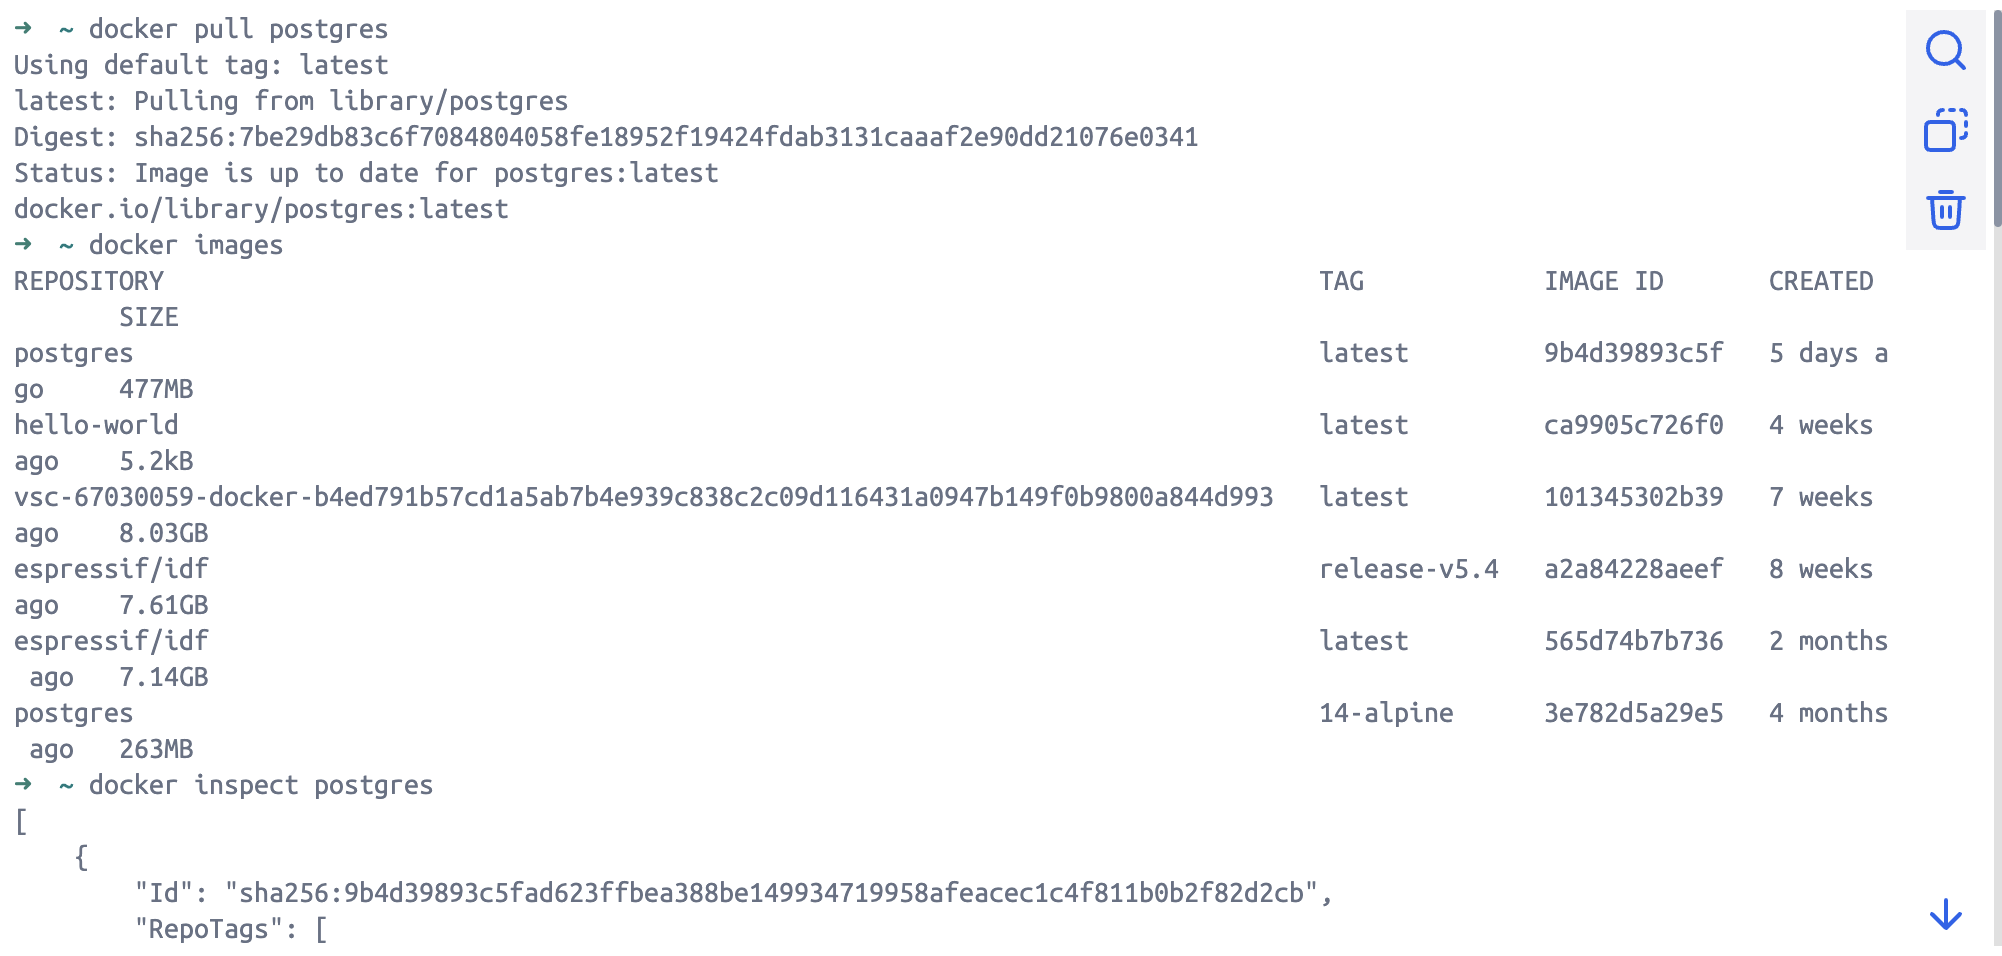 ➜  ~ docker pull postgres
Using default tag: latest
latest: Pulling from library/postgres
Digest: sha256:7be29db83c6f7084804058fe18952f19424fdab3131caaaf2e90dd21076e0341
Status: Image is up to date for postgres:latest
docker.io/library/postgres:latest
➜  ~ docker images
REPOSITORY                                                                             TAG            IMAGE ID       CREATED
       SIZE
postgres                                                                               latest         9b4d39893c5f   5 days a
go     477MB
hello-world                                                                            latest         ca9905c726f0   4 weeks
ago    5.2kB
vsc-67030059-docker-b4ed791b57cd1a5ab7b4e939c838c2c09d116431a0947b149f0b9800a844d993   latest         101345302b39   7 weeks
ago    8.03GB
espressif/idf                                                                          release-v5.4   a2a84228aeef   8 weeks
ago    7.61GB
espressif/idf                                                                          latest         565d74b7b736   2 months
 ago   7.14GB
postgres                                                                               14-alpine      3e782d5a29e5   4 months
 ago   263MB
➜  ~ docker inspect postgres
[
    {
        "Id": "sha256:9b4d39893c5fad623ffbea388be149934719958afeacec1c4f811b0b2f82d2cb",
        "RepoTags": [